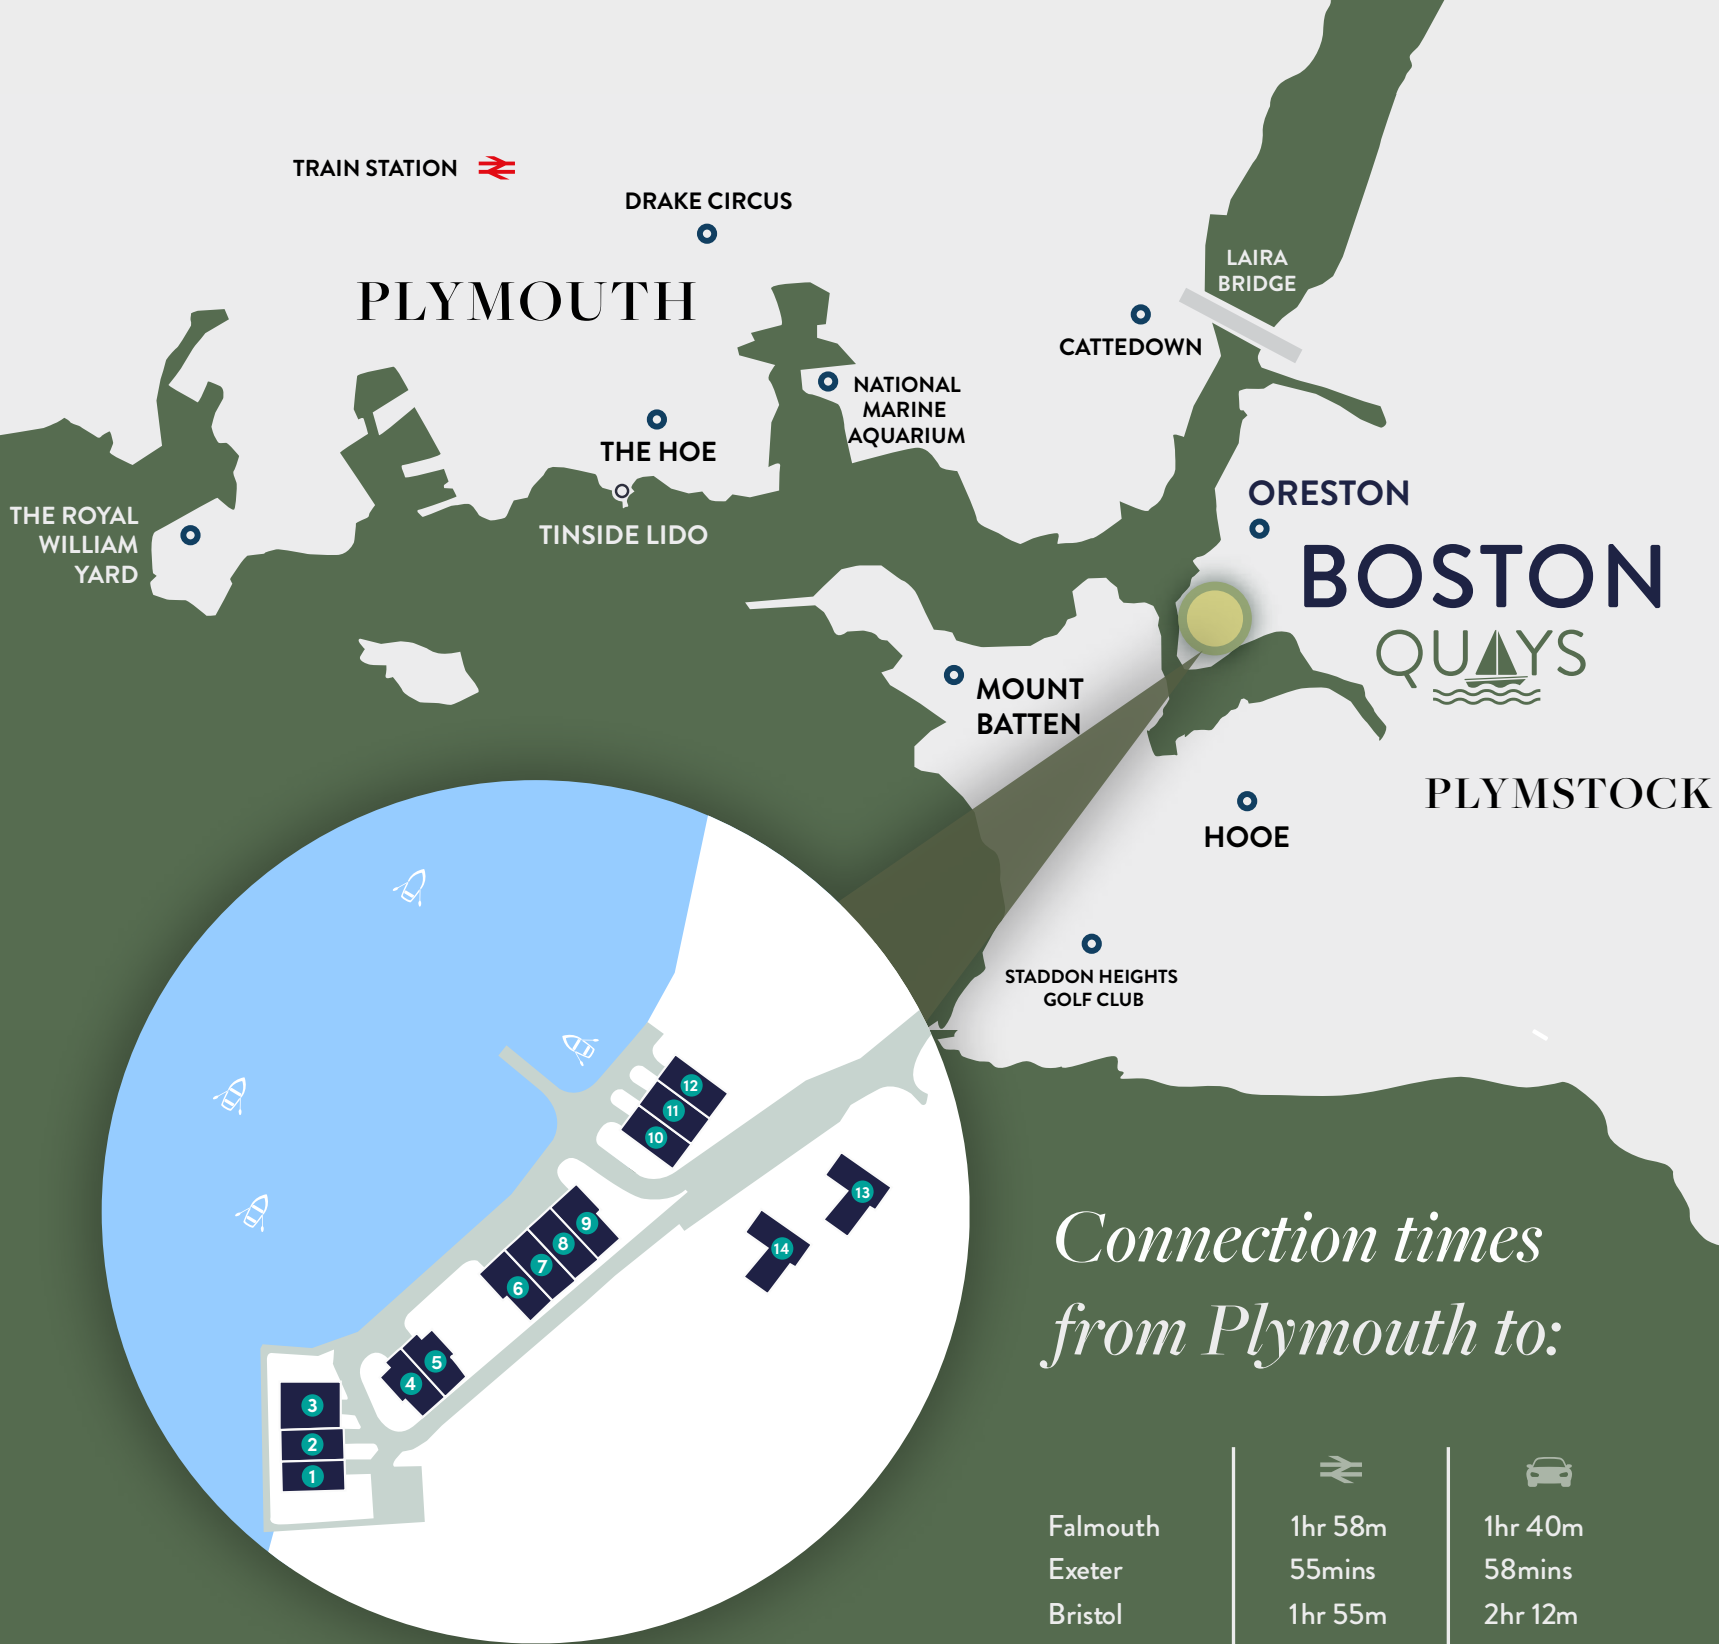 TRAIN STATION
DRAKE CIRCUS
PLYMOUTH
LAIRA
BRIDGE
CATTEDOWN
NATIONAL
MARINE
AQUARIUM
THE HOE
TINSIDE LIDO
THE ROYAL
WILLIAM
YARD
ORESTON
BOSTON
QUAYS
MOUNT
BATTEN
PLYMSTOCK
HOOE
STADDON HEIGHTS
GOLF CLUB
12
11
10
13
14
9
8
7
6
5
4
3
2
1
Connection times
from Plymouth to:
Falmouth 1hr 58m 1hr 40m
Exeter 55mins 58mins
Bristol 1hr 55m 2hr 12m